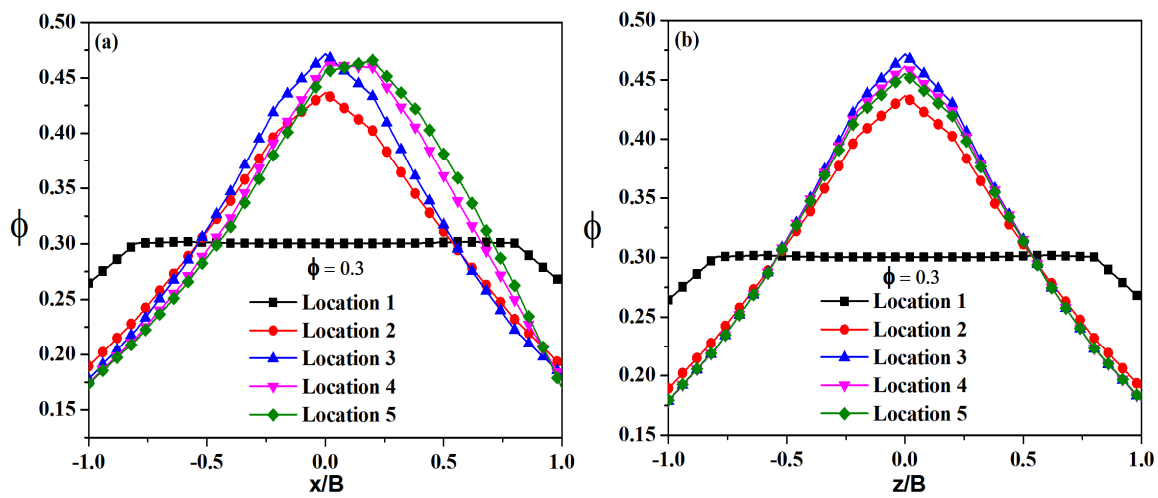 (a)
0.50
0.45
0.40
0.35
0.30
0.25
0.20
0.15
ϕ
ϕ = 0.3
Location 1
Location 2
Location 3
Location 4
Location 5
-1.0 -0.5 0.0 0.5 1.0
x/B
(b)
0.50
0.45
0.40
0.35
0.30
0.25
0.20
0.15
ϕ
ϕ = 0.3
Location 1
Location 2
Location 3
Location 4
Location 5
-1.0 -0.5 0.0 0.5 1.0
z/B